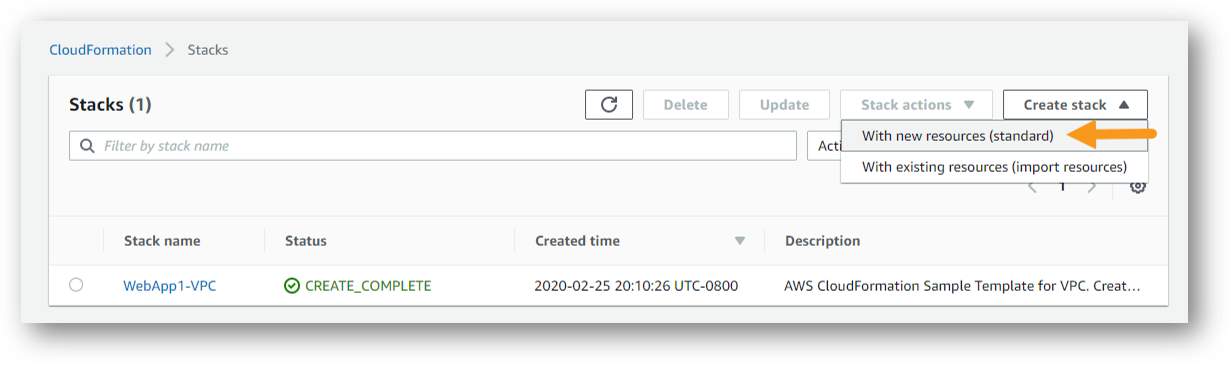 CloudFormation > Stacks
Stacks (1)
Delete
Update
Stack actions
Create stack
Filter by stack name
With new resources (standard)
With existing resources (import resources)
1
Stack name Status Created time Description
WebApp1-VPC CREATE_COMPLETE 2020-02-25 20:10:26 UTC-0800 AWS CloudFormation Sample Template for VPC. Creat...